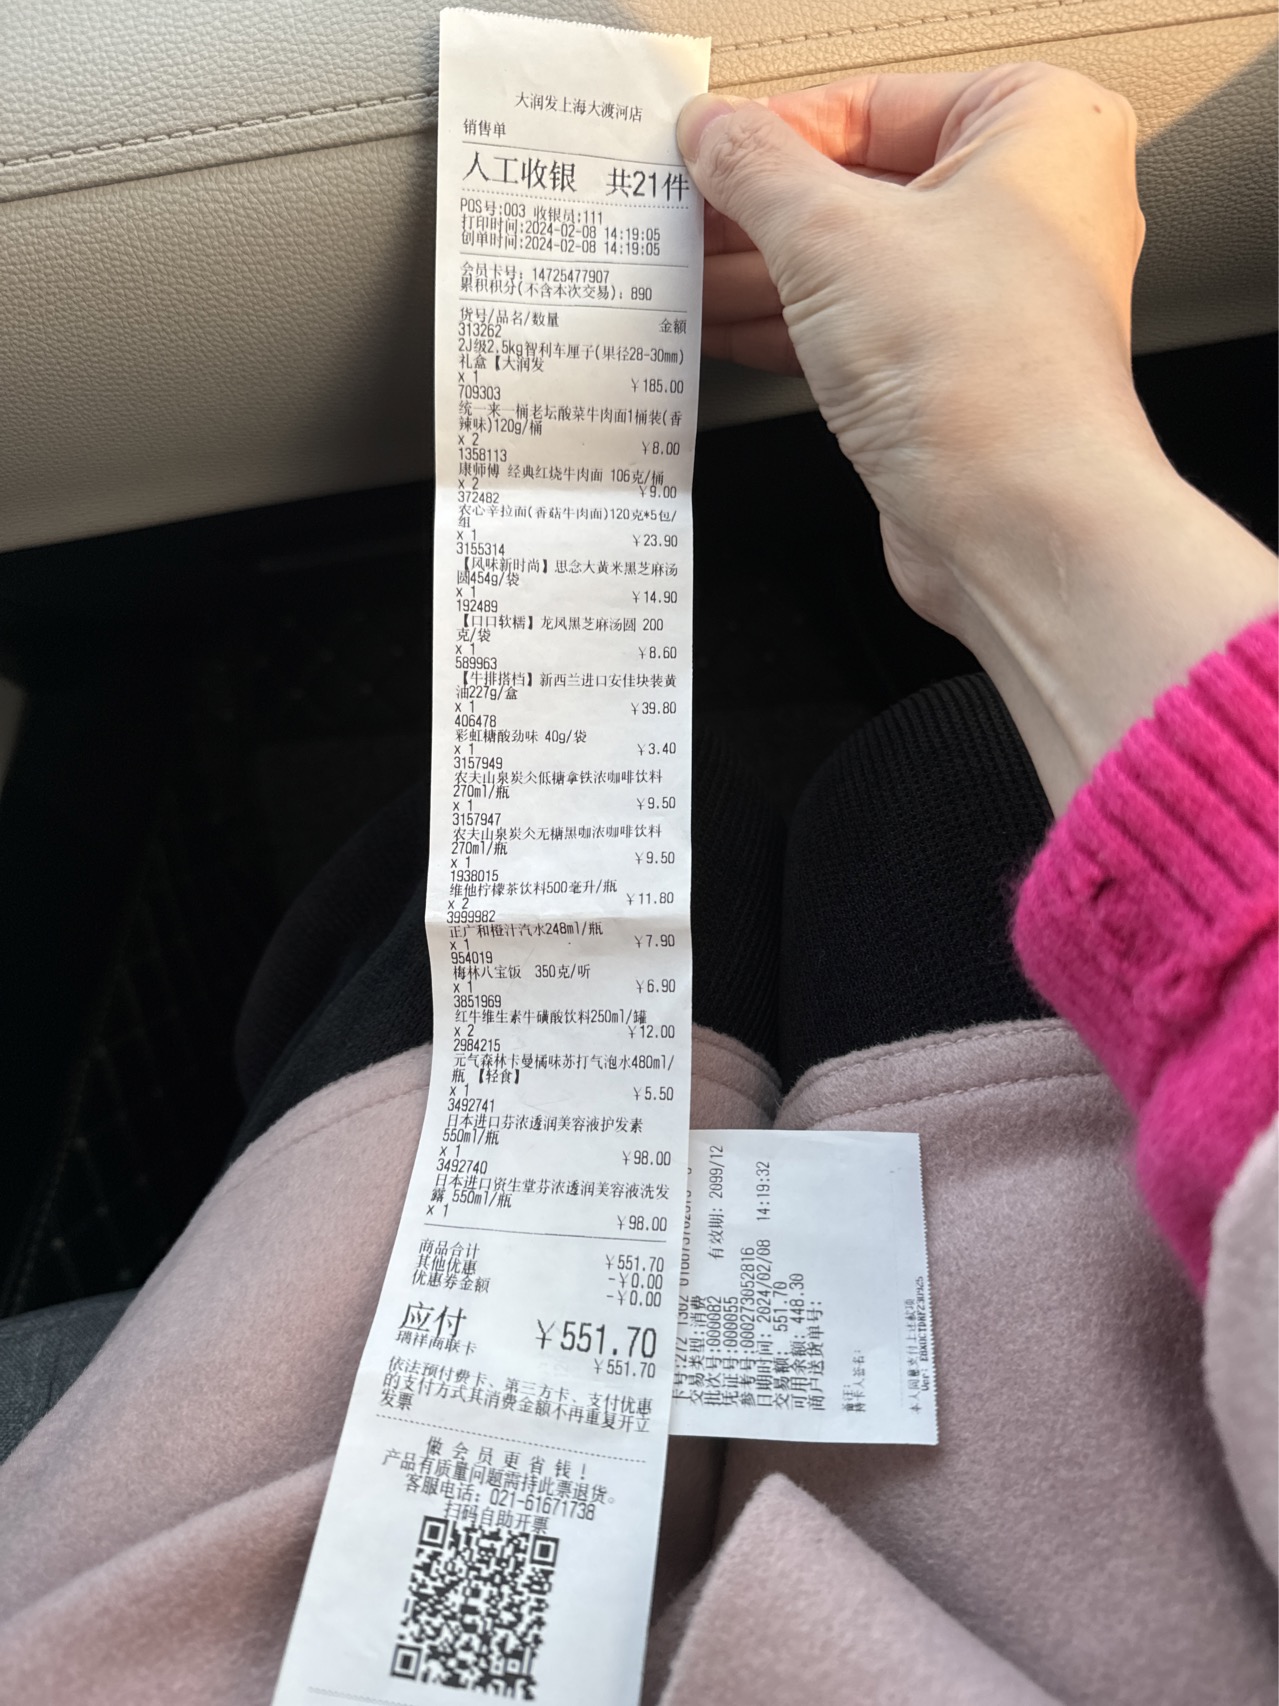 大润发上海大渡河店
销售单
人工收银 共21件
POS号:003 收银员:111
打印时间:2024-02-08 14:19:05
创单时间:2024-02-08 14:19:05
会员卡号: 14725477907
累积积分(不含本次交易): 890
货号/品名/数量 金额
313262
2J级2.5kg智利车厘子(果径28-30mm)
礼盒【大润发
x 1 ￥185.00
709303
统一来一桶老坛酸菜牛肉面1桶装(香
辣味)120g/桶
x 2 ￥8.00
1358113
康师傅 经典红烧牛肉面 106克/桶
x 2 ￥9.00
372482
农心辛拉面(香菇牛肉面)120克*5包/
组
x 1 ￥23.90
3155314
【风味新时尚】思念大黄米黑芝麻汤
圆454g/袋
x 1 ￥14.90
192489
【口口软糯】龙凤黑芝麻汤圆 200
克/袋
x 1 ￥8.60
589963
【牛排搭档】新西兰进口安佳块装黄
油227g/盒
x 1 ￥39.80
406478
彩虹糖酸劲味 40g/袋
x 1 ￥3.40
3157949
农夫山泉炭仌低糖拿铁浓咖啡饮料
270ml/瓶
x 1 ￥9.50
3157947
农夫山泉炭仌无糖黑咖浓咖啡饮料
270ml/瓶
x 1 ￥9.50
1938015
维他柠檬茶饮料500毫升/瓶
x 2 ￥11.80
3999982
正广和橙汁汽水248ml/瓶
x 1 ￥7.90
954019
梅林八宝饭 350克/听
x 1 ￥6.90
3851969
红牛维生素牛磺酸饮料250ml/罐
x 2 ￥12.00
2984215
元气森林卡曼橘味苏打气泡水480ml/
瓶【轻食】
x 1 ￥5.50
3492741
日本进口芬浓透润美容液护发素
550ml/瓶
x 1 ￥98.00
3492740
日本进口资生堂芬浓透润美容液洗发
露 550ml/瓶
x 1 ￥98.00
商品合计 ￥551.70
其他优惠 -￥0.00
优惠券金额 -￥0.00
应付 ￥551.70
瑞祥商联卡 ￥551.70
依法预付费卡、第三方卡、支付优惠
的支付方式其消费金额不再重复开立
发票
做会员更省钱!
产品有质量问题需持此票退货。
客服电话: 021-61671738
扫码自助开票
有效期: 2099/12
交易类型:消费
批次号:000082
凭证号:000055
参考号:000273052816
日期时间: 2024/02/08 14:19:32
交易额: 551.70
可用余额: 448.30
商户送货单号:
备注:
持卡人签名:
本人同意支付上述款项